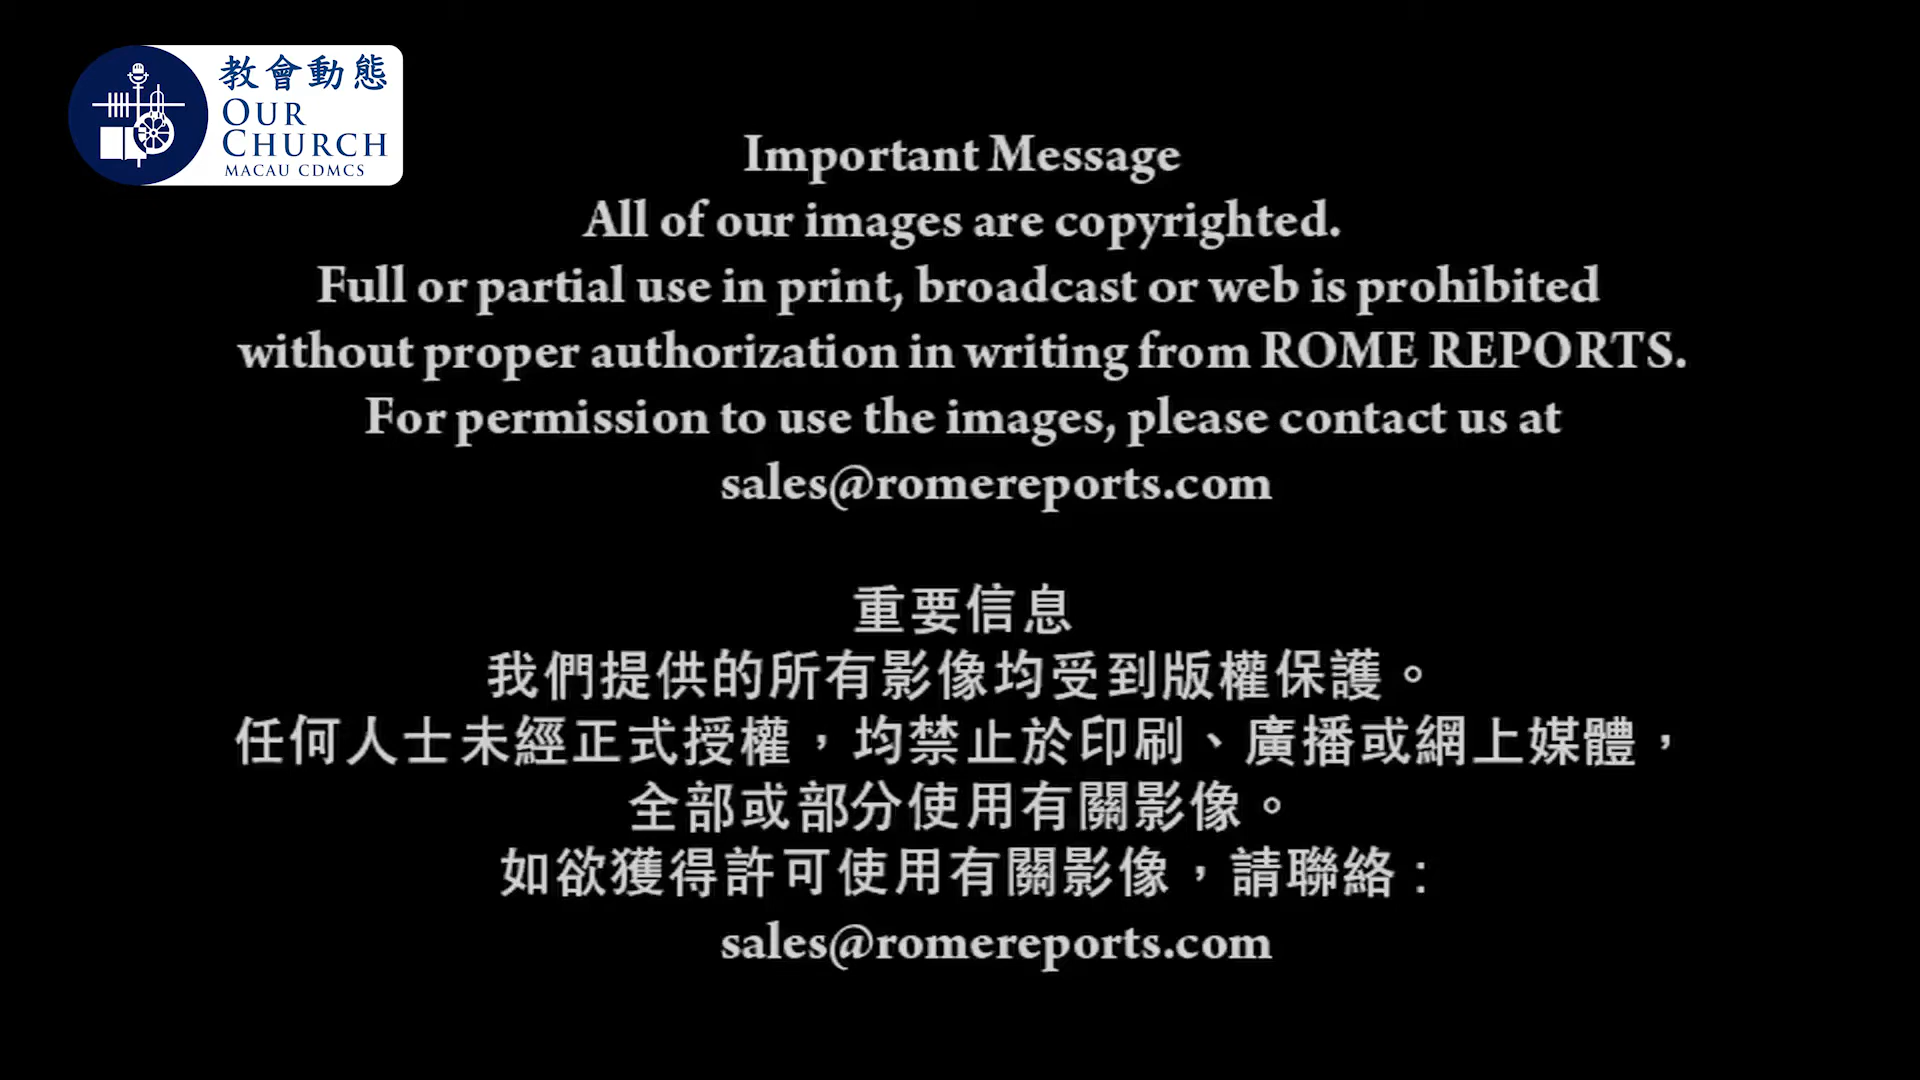 教會動態
OUR
CHURCH
MACAU CDMCS
Important Message
All of our images are copyrighted.
Full or partial use in print, broadcast or web is prohibited
without proper authorization in writing from ROME REPORTS.
For permission to use the images, please contact us at
sales@romereports.com
重要信息
我們提供的所有影像均受到版權保護。
任何人士未經正式授權，均禁止於印刷、廣播或網上媒體，
全部或部分使用有關影像。
如欲獲得許可使用有關影像，請聯絡：
sales@romereports.com